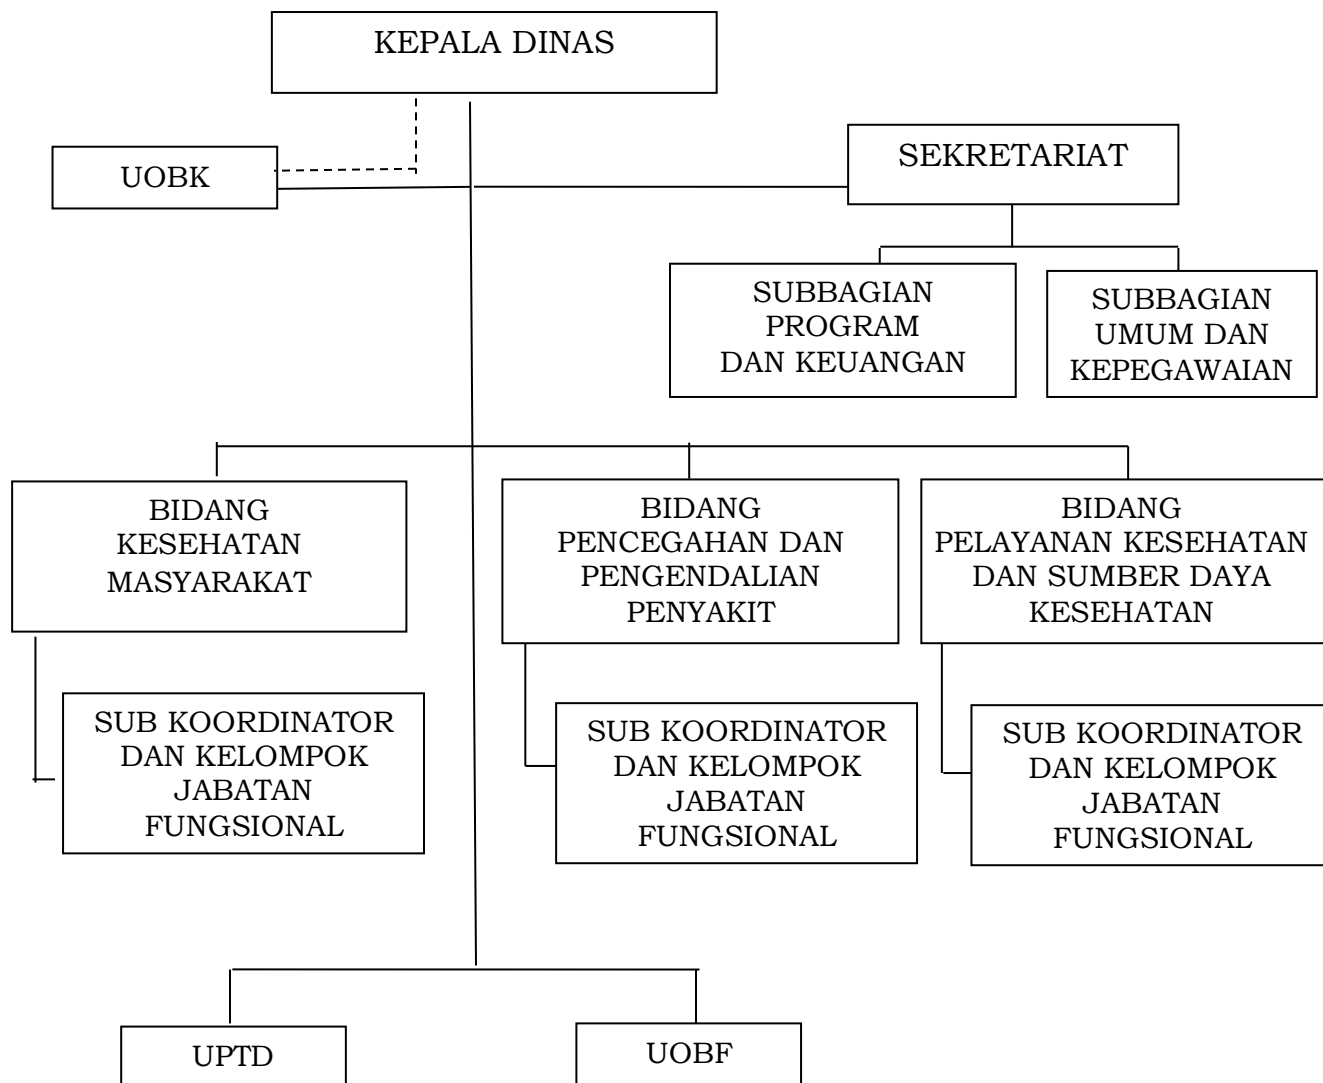 KEPALA DINAS
SEKRETARIAT
UOBK
SUBBAGIAN
PROGRAM
DAN KEUANGAN
SUBBAGIAN
UMUM DAN
KEPEGAWAIAN
BIDANG
KESEHATAN
MASYARAKAT
BIDANG
PENCEGAHAN DAN
PENGENDALIAN
PENYAKIT
BIDANG
PELAYANAN KESEHATAN
DAN SUMBER DAYA
KESEHATAN
SUB KOORDINATOR
DAN KELOMPOK
JABATAN
FUNGSIONAL
SUB KOORDINATOR
DAN KELOMPOK
JABATAN
FUNGSIONAL
SUB KOORDINATOR
DAN KELOMPOK
JABATAN
FUNGSIONAL
UPTD
UOBF